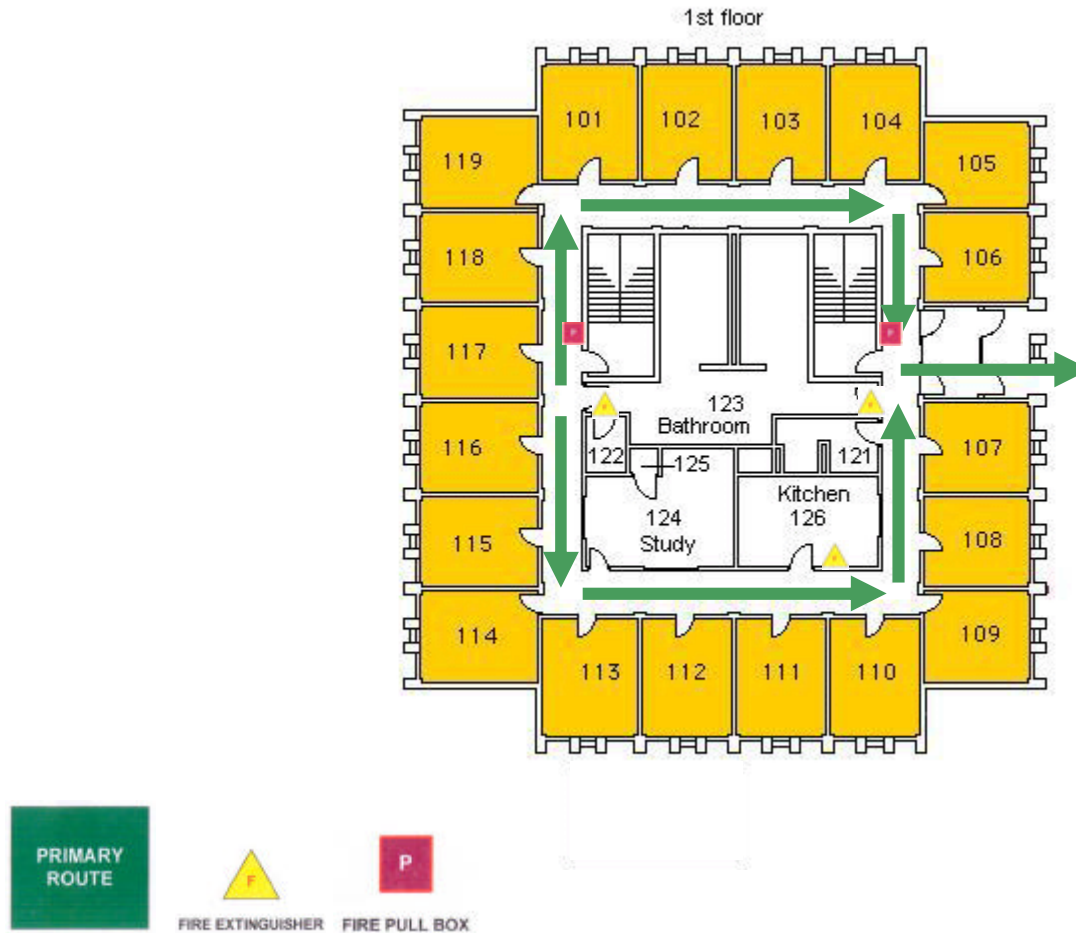 1st floor
101
102
103
104
119
105
118
106
P
P
117
F
F
123
Bathroom
116
107
122
125
121
Kitchen
124
126
115
Study
108
F
114
109
113
112
111
110
PRIMARY
ROUTE
F
P
FIRE EXTINGUISHER
FIRE PULL BOX